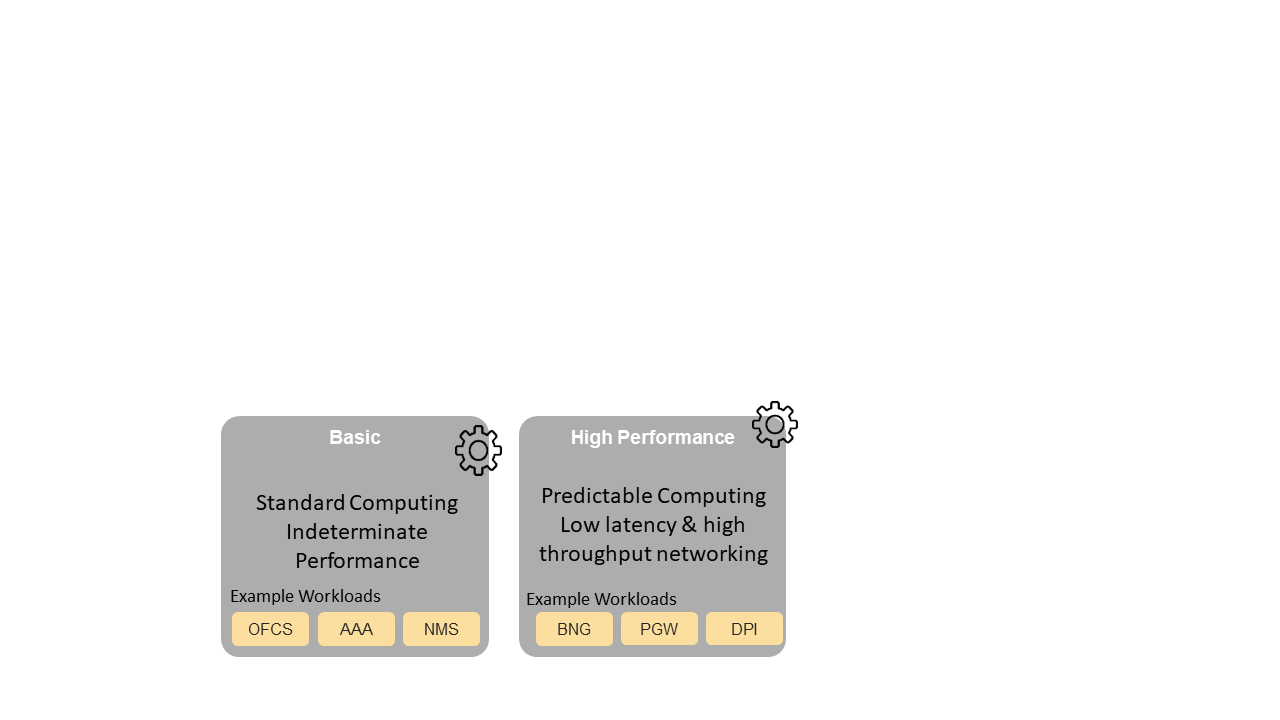 Basic
Standard Computing
Indeterminate
Performance
Example Workloads
OFCS AAA NMS
High Performance
Predictable Computing
Low latency & high
throughput networking
Example Workloads
BNG PGW DPI